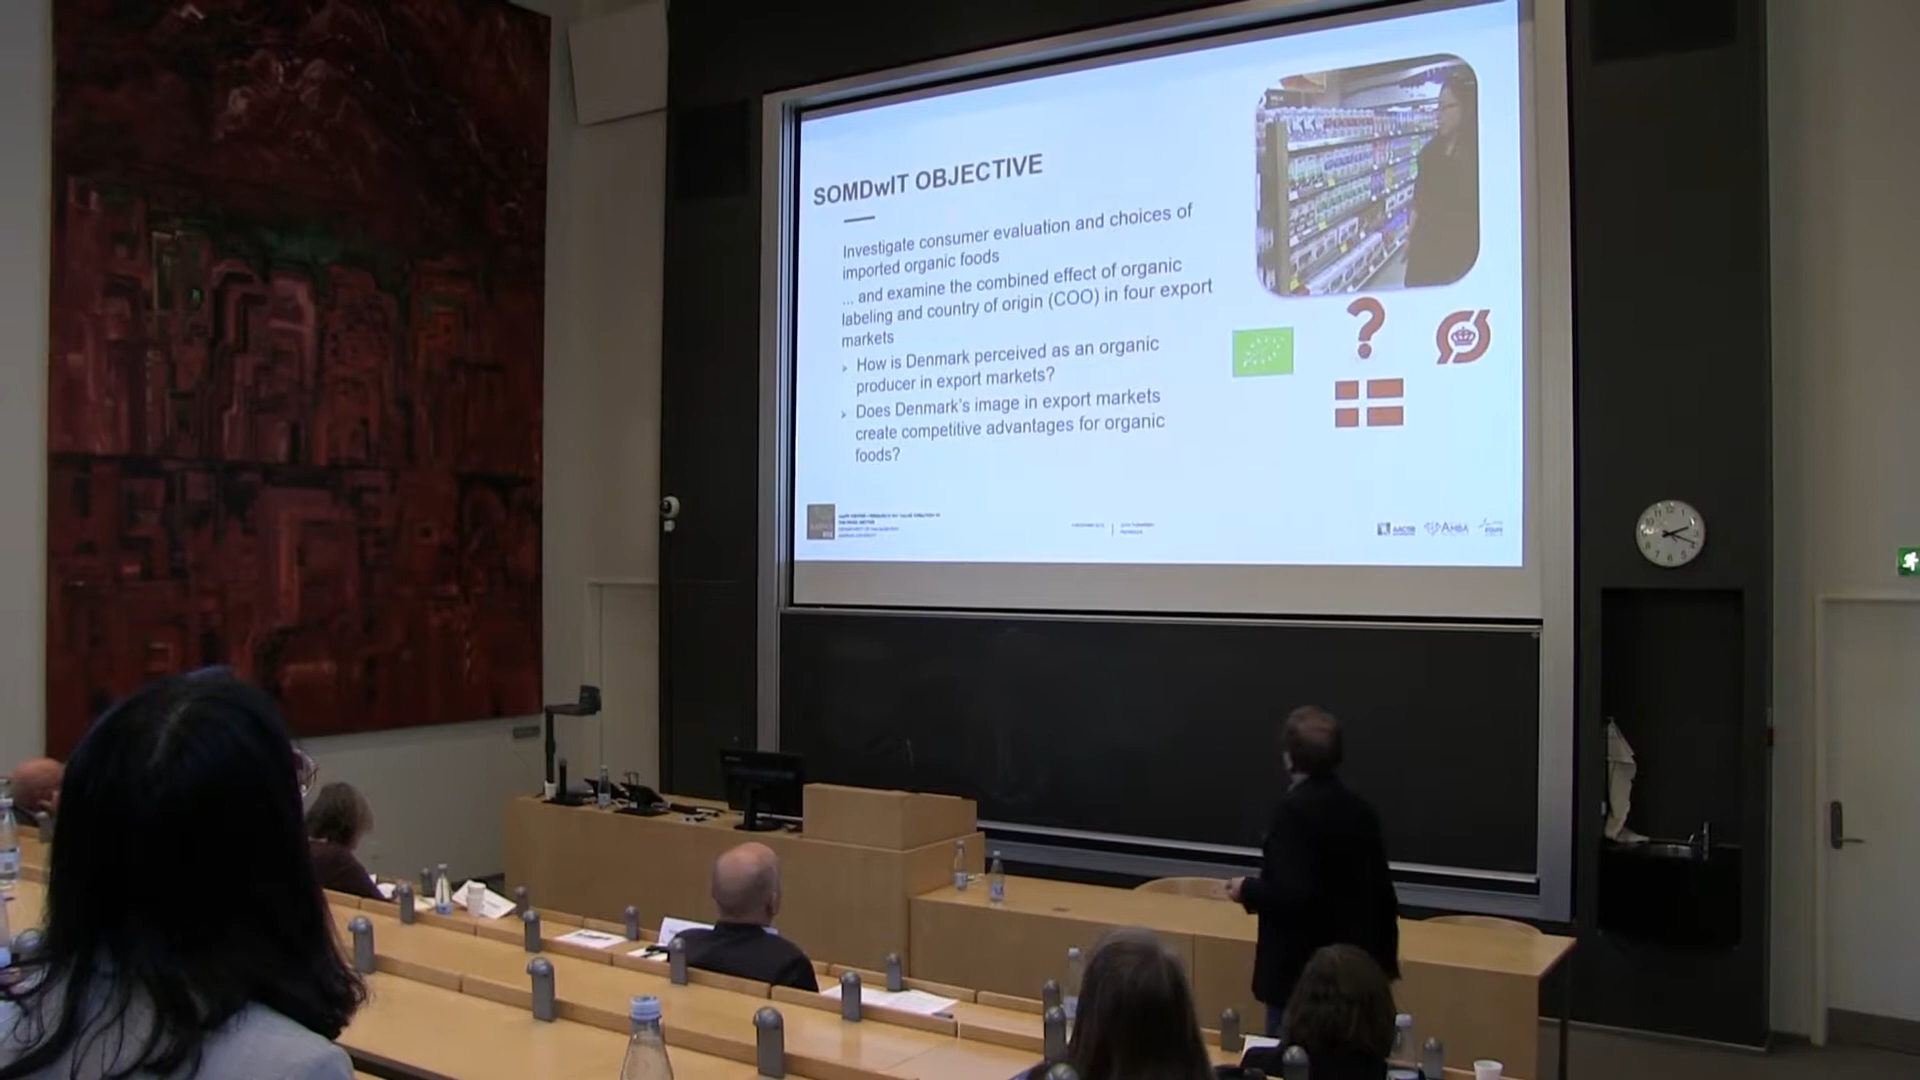 SOMDwIT OBJECTIVE
Investigate consumer evaluation and choices of
imported organic foods
... and examine the combined effect of organic
labeling and country of origin (COO) in four export
markets
How is Denmark perceived as an organic
producer in export markets?
Does Denmark's image in export markets
create competitive advantages for organic
foods?
?
AACSB
AMBA